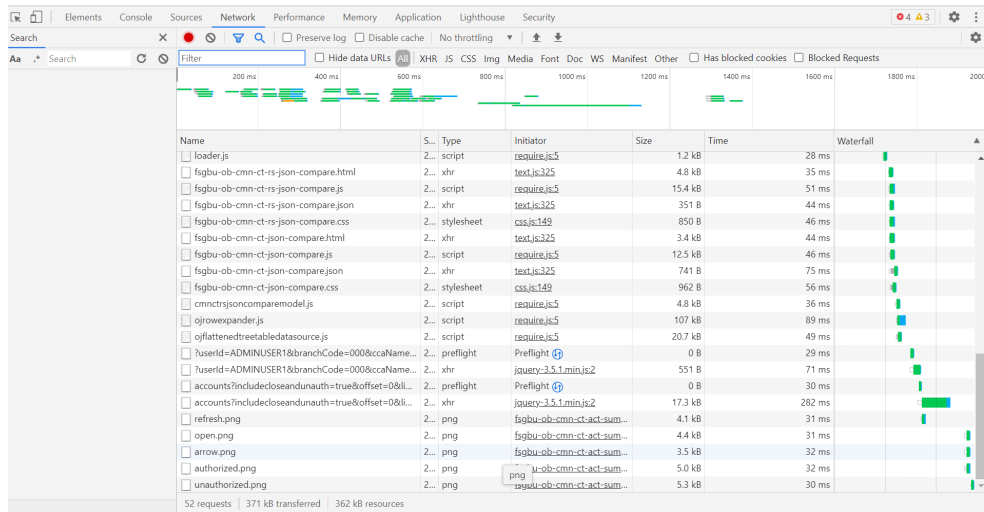 Elements Console Sources Network Performance Memory Application Lighthouse Security 4 3
Search Preserve log Disable cache No throttling
Aa .* Search Filter Hide data URLs All XHR JS CSS Img Media Font Doc WS Manifest Other Has blocked cookies Blocked Requests
200 ms 400 ms 600 ms 800 ms 1000 ms 1200 ms 1400 ms 1600 ms 1800 ms 2000
Name S... Type Initiator Size Time Waterfall
loader.js 2... script require.js:5 1.2 kB 28 ms
fsgbu-ob-cmn-ct-rs-json-compare.html 2... xhr text.js:325 4.8 kB 35 ms
fsgbu-ob-cmn-ct-rs-json-compare.js 2... script require.js:5 15.4 kB 51 ms
fsgbu-ob-cmn-ct-rs-json-compare.json 2... xhr text.js:325 351 B 44 ms
fsgbu-ob-cmn-ct-rs-json-compare.css 2... stylesheet css.js:149 850 B 46 ms
fsgbu-ob-cmn-ct-json-compare.html 2... xhr text.js:325 3.4 kB 44 ms
fsgbu-ob-cmn-ct-json-compare.js 2... script require.js:5 12.5 kB 46 ms
fsgbu-ob-cmn-ct-json-compare.json 2... xhr text.js:325 741 B 75 ms
fsgbu-ob-cmn-ct-json-compare.css 2... stylesheet css.js:149 962 B 56 ms
cmnctrsjsoncomparemodel.js 2... script require.js:5 4.8 kB 36 ms
ojrowexpander.js 2... script require.js:5 107 kB 89 ms
ojflattenedtreetabledatasource.js 2... script require.js:5 20.7 kB 49 ms
?userId=ADMINUSER1&branchCode=000&ccaName... 2... preflight Preflight 0 B 29 ms
?userId=ADMINUSER1&branchCode=000&ccaName... 2... xhr jquery-3.5.1.min.js:2 551 B 71 ms
accounts?includecloseandunauth=true&offset=0&li... 2... preflight Preflight 0 B 30 ms
accounts?includecloseandunauth=true&offset=0&li... 2... xhr jquery-3.5.1.min.js:2 17.3 kB 282 ms
refresh.png 2... png fsgbu-ob-cmn-ct-act-sum... 4.1 kB 31 ms
open.png 2... png fsgbu-ob-cmn-ct-act-sum... 4.4 kB 31 ms
arrow.png 2... png fsgbu-ob-cmn-ct-act-sum... 3.5 kB 32 ms
authorized.png 2... png u-ob-cmn-ct-act-sum... 5.0 kB 32 ms
png
unauthorized.png 2... png fsgbu-ob-cmn-ct-act-sum... 5.3 kB 30 ms
52 requests 371 kB transferred 362 kB resources